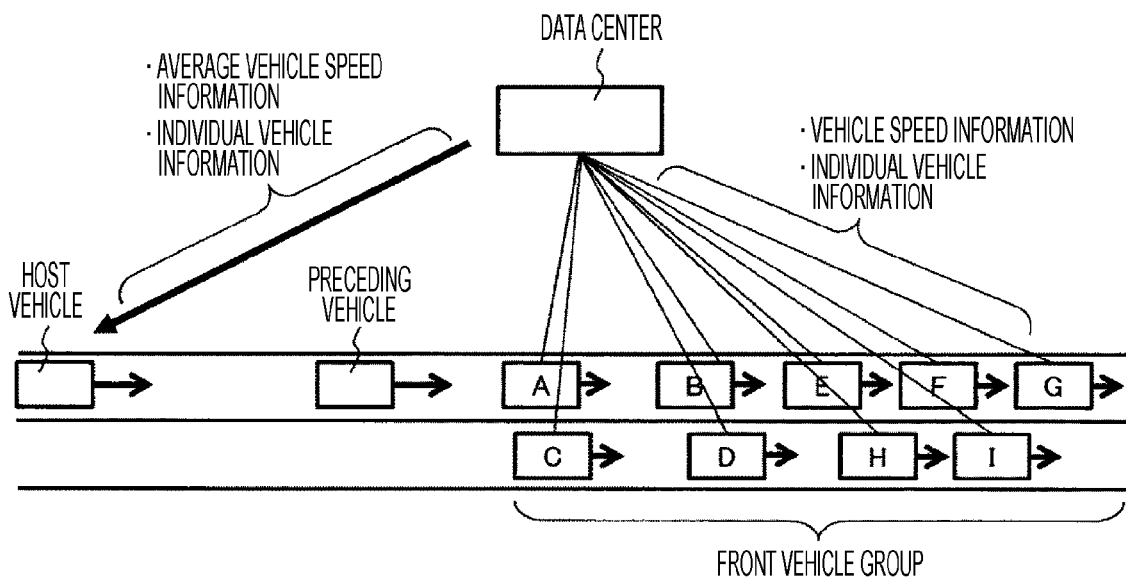 DATA CENTER
· AVERAGE VEHICLE SPEED
INFORMATION
· INDIVIDUAL VEHICLE
INFORMATION
· VEHICLE SPEED INFORMATION
· INDIVIDUAL VEHICLE
INFORMATION
HOST
VEHICLE
PRECEDING
VEHICLE
A
B
E
F
G
C
D
H
I
FRONT VEHICLE GROUP